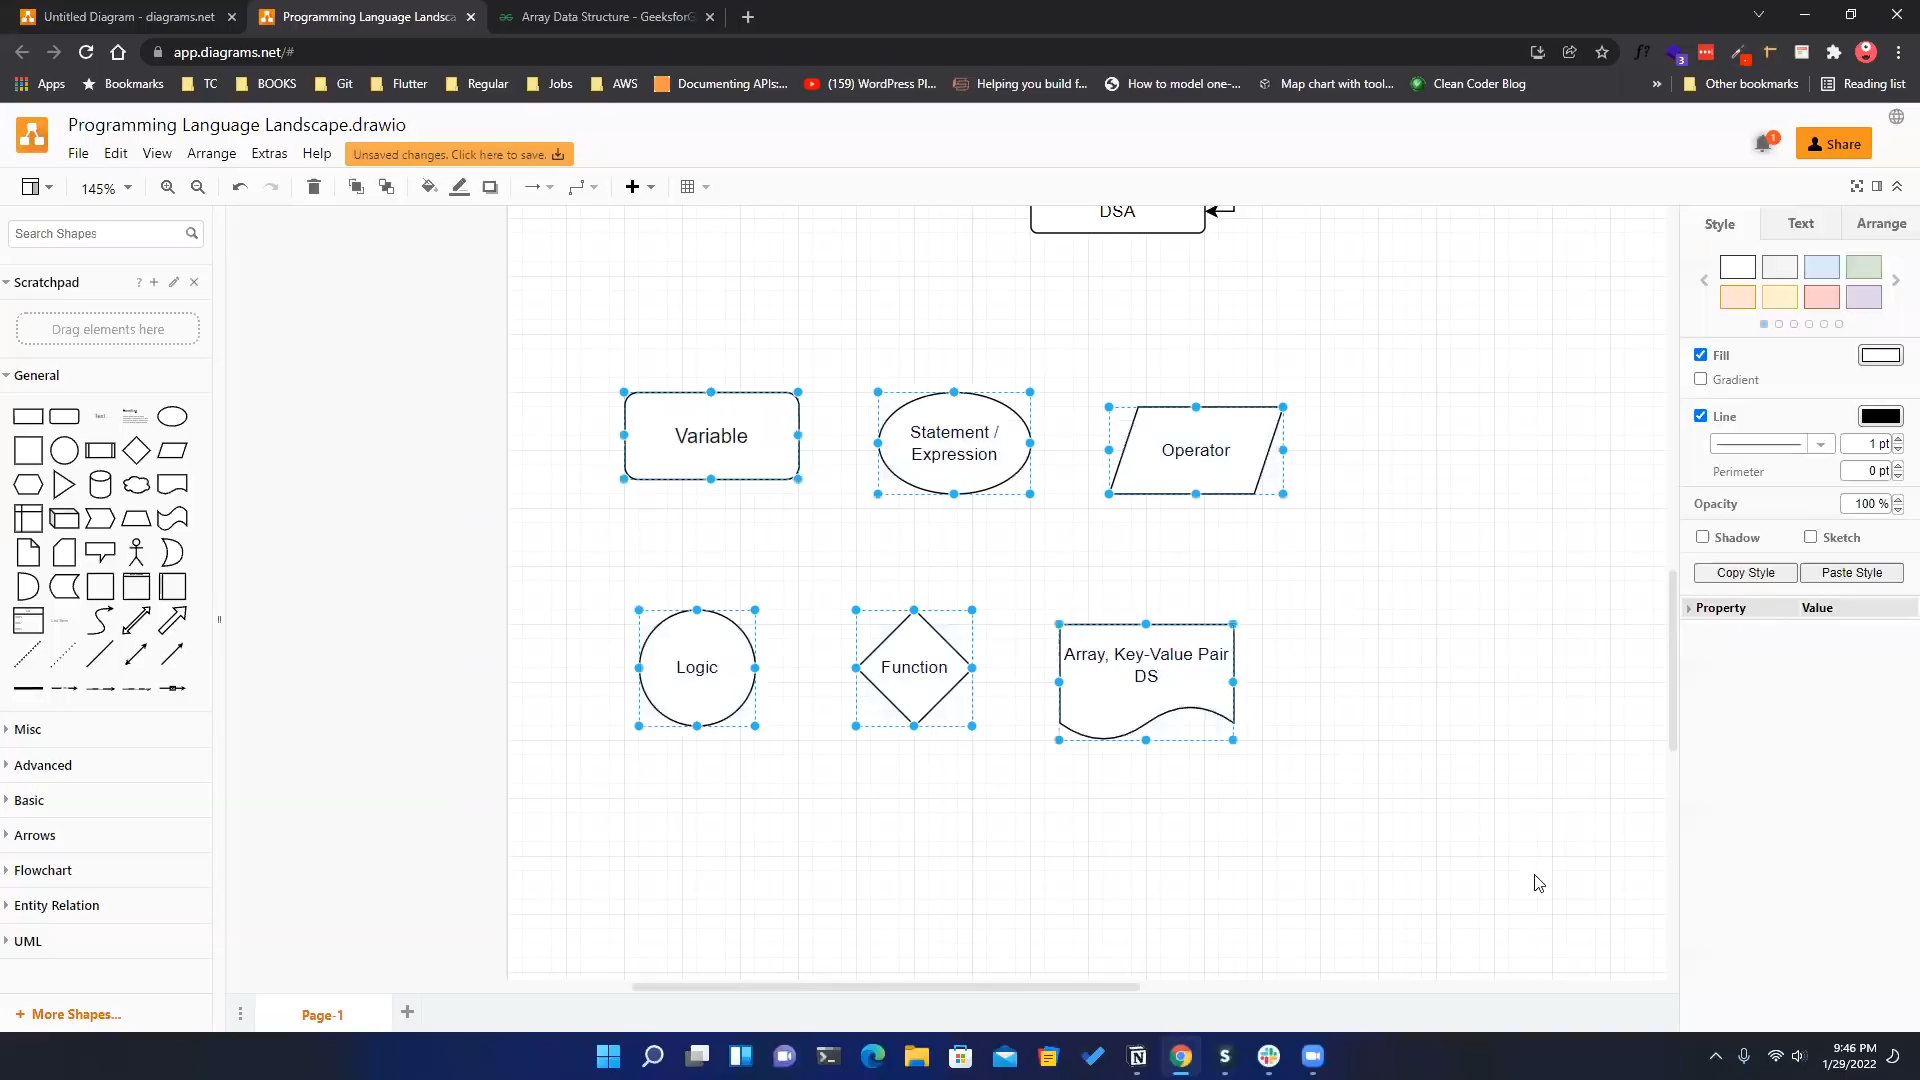 Untitled Diagram - diagrams.net
Programming Language Landsca
Array Data Structure - GeeksforG
app.diagrams.net/#
f?
3
Apps
Bookmarks
TC
BOOKS
Git
Flutter
Regular
Jobs
AWS
Documenting APIs:...
(159) WordPress Pl...
Helping you build f...
How to model one-...
Map chart with tool...
Clean Coder Blog
»
Other bookmarks
Reading list
Programming Language Landscape.drawio
File
Edit
View
Arrange
Extras
Help
Unsaved changes. Click here to save.
1
Share
145%
Search Shapes
Scratchpad
?
Drag elements here
General
Text
Heading
Misc
Advanced
Basic
Arrows
Flowchart
Entity Relation
UML
+ More Shapes...
DSA
Variable
Statement /
Expression
Operator
Logic
Function
Array, Key-Value Pair
DS
Page-1
Style
Text
Arrange
Fill
Gradient
Line
1 pt
Perimeter
0 pt
Opacity
100 %
Shadow
Sketch
Copy Style
Paste Style
Property
Value
9:46 PM
1/29/2022